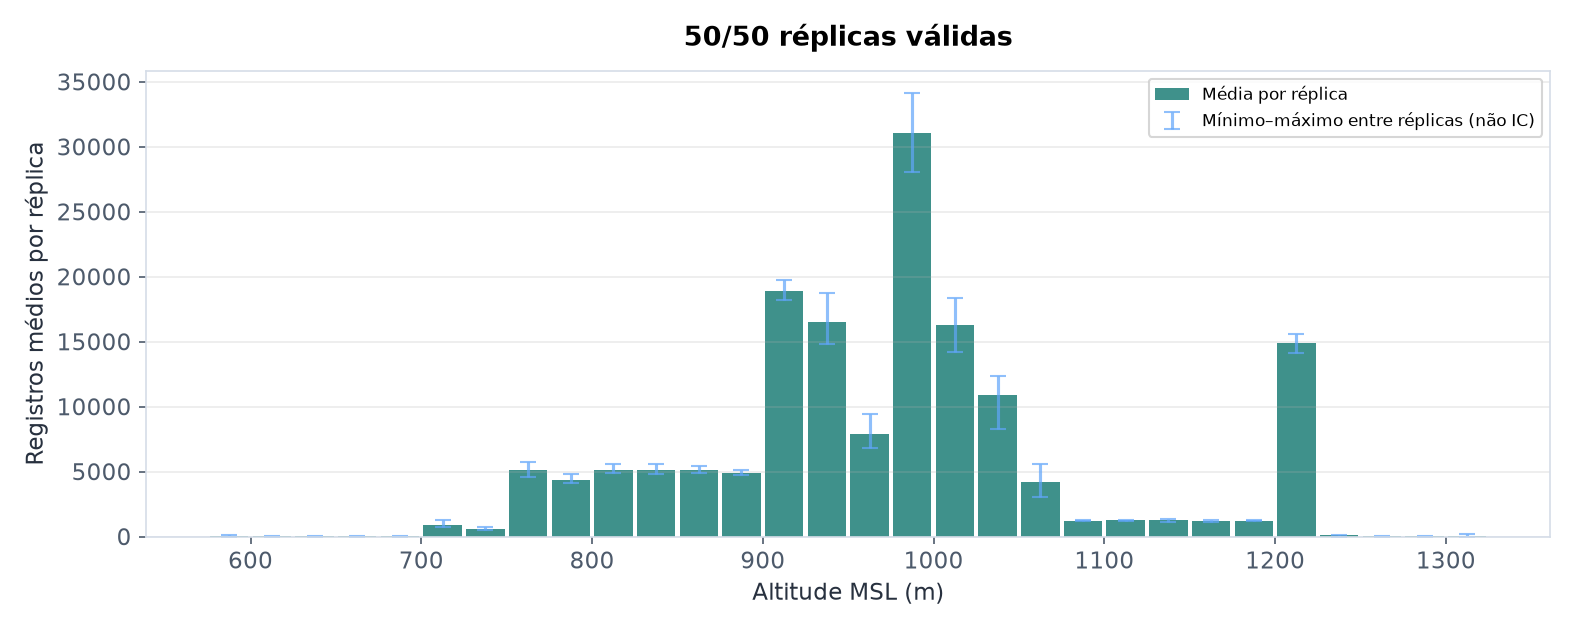 50/50 réplicas válidas
Média por réplica
Mínimo–máximo entre réplicas (não IC)
Registros médios por réplica
35000
30000
25000
20000
15000
10000
5000
0
600 700 800 900 1000 1100 1200 1300
Altitude MSL (m)